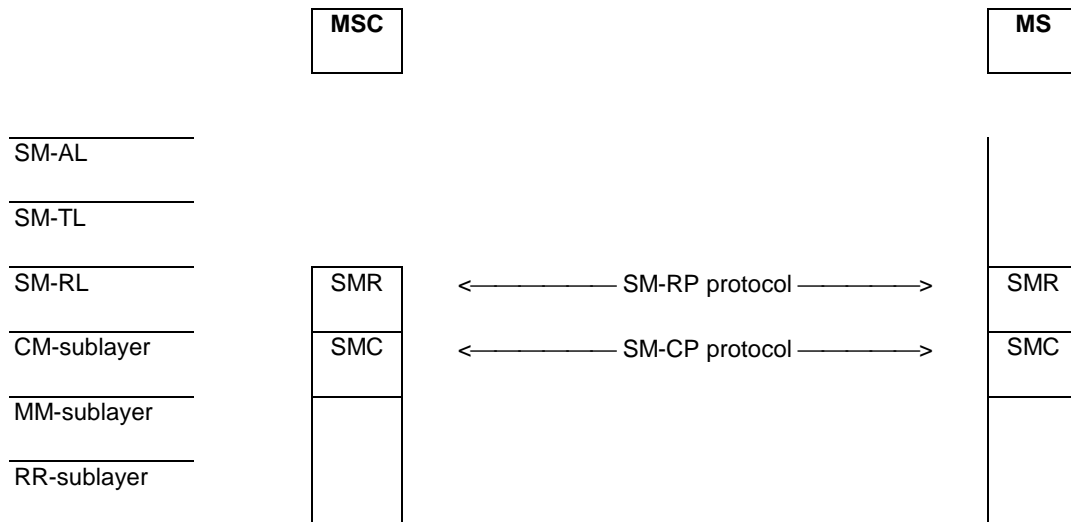 MSC MS
SM-AL
SM-TL
SM-RL SMR <——————— SM-RP protocol ———————> SMR
CM-sublayer SMC <——————— SM-CP protocol ———————> SMC
MM-sublayer
RR-sublayer